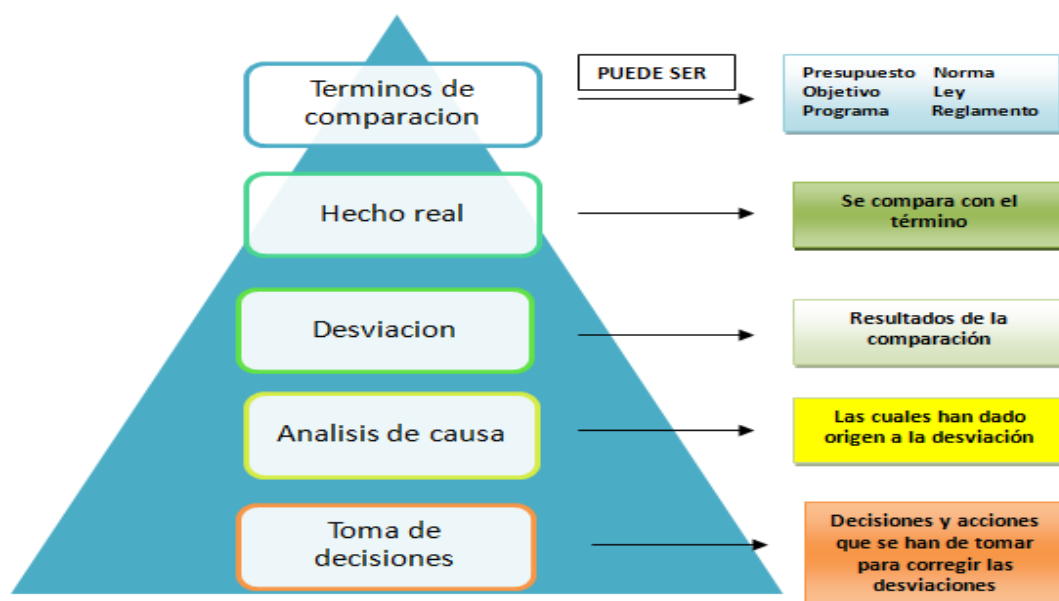 Terminos de
comparacion
PUEDE SER
Presupuesto Norma
Objetivo Ley
Programa Reglamento
Hecho real
Se compara con el
término
Desviacion
Resultados de la
comparación
Analisis de causa
Las cuales han dado
origen a la desviación
Toma de
decisiones
Decisiones y acciones
que se han de tomar
para corregir las
desviaciones